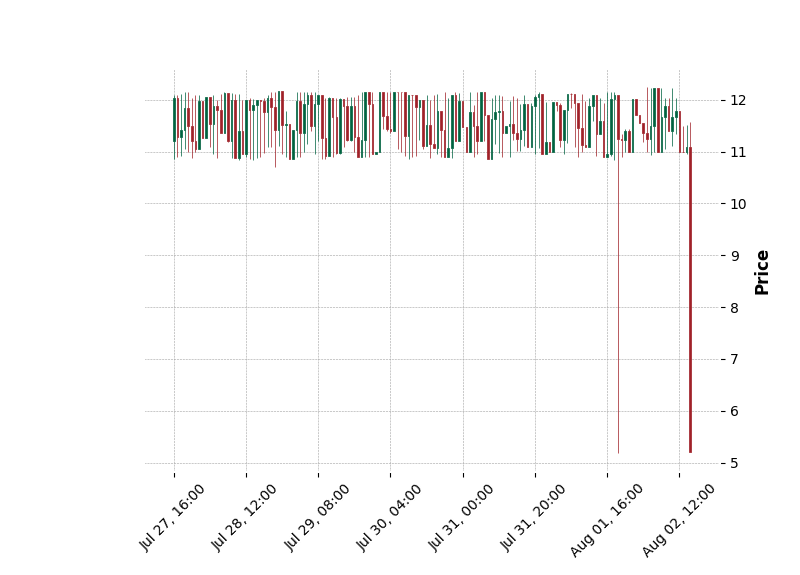 12
11
10
9
8
7
6
5
Price
Jul 27, 16:00
Jul 28, 12:00
Jul 29, 08:00
Jul 30, 04:00
Jul 31, 00:00
Jul 31, 20:00
Aug 01, 16:00
Aug 02, 12:00